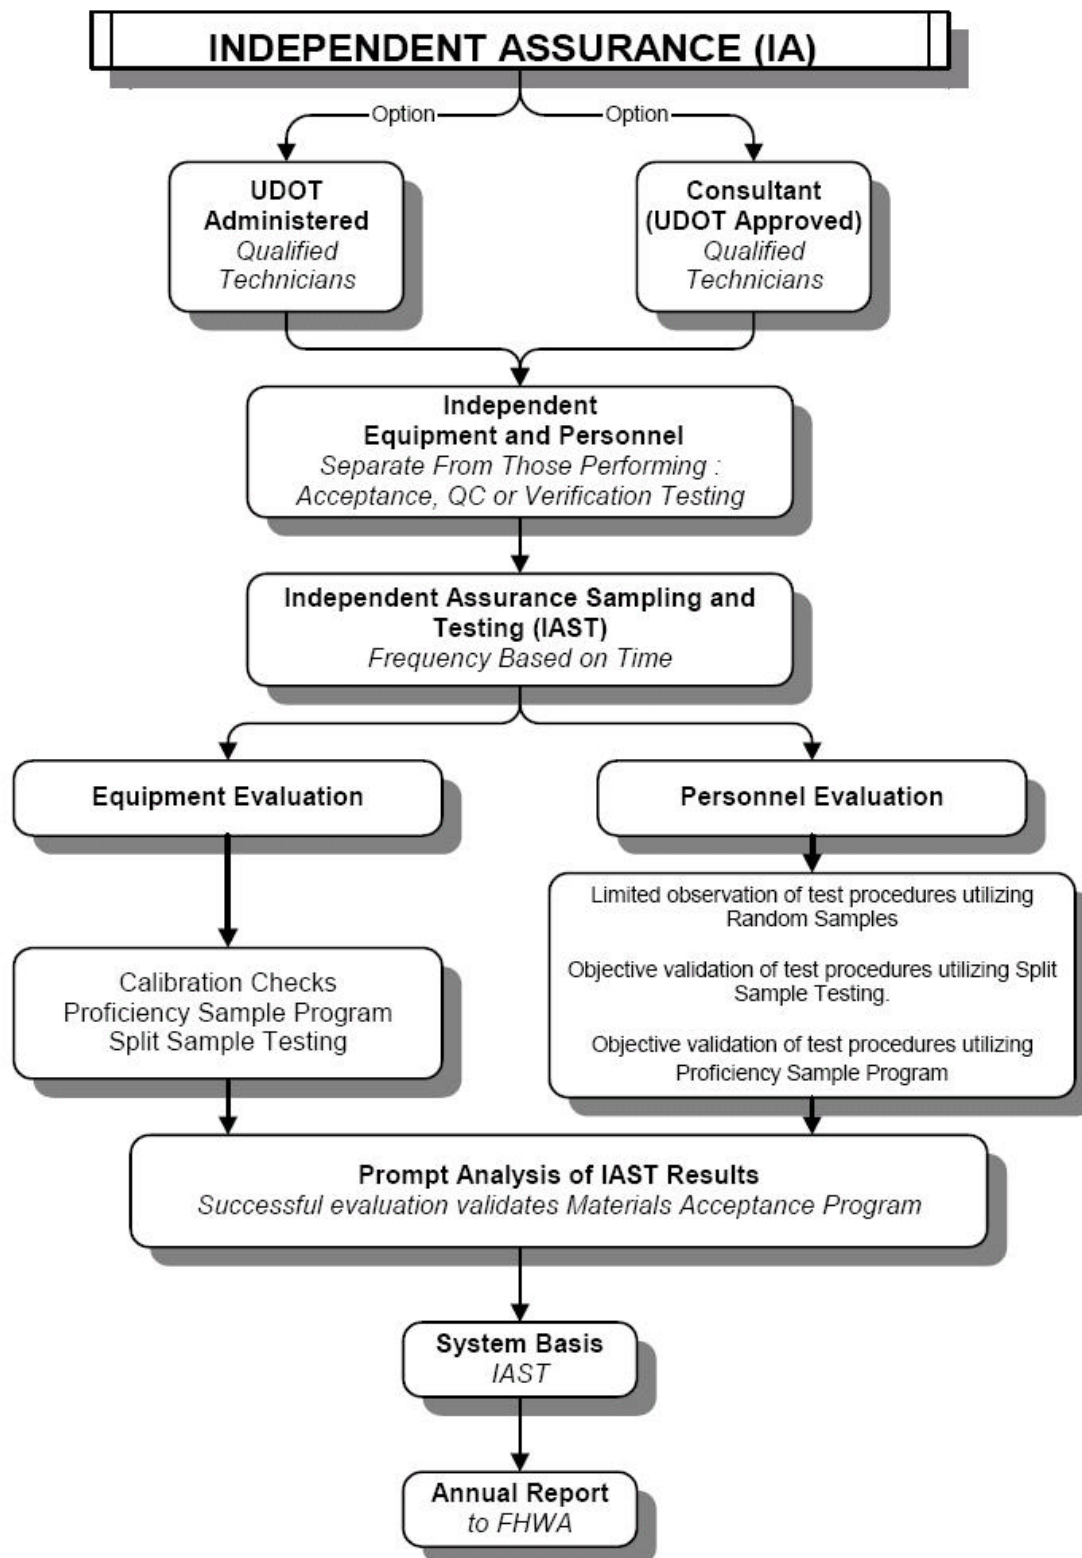 INDEPENDENT ASSURANCE (IA)
Option
Option
UDOT
Administered
Qualified
Technicians
Consultant
(UDOT Approved)
Qualified
Technicians
Independent
Equipment and Personnel
Separate From Those Performing :
Acceptance, QC or Verification Testing
Independent Assurance Sampling and
Testing (IAST)
Frequency Based on Time
Equipment Evaluation
Personnel Evaluation
Calibration Checks
Proficiency Sample Program
Split Sample Testing
Limited observation of test procedures utilizing
Random Samples
Objective validation of test procedures utilizing Split
Sample Testing.
Objective validation of test procedures utilizing
Proficiency Sample Program
Prompt Analysis of IAST Results
Successful evaluation validates Materials Acceptance Program
System Basis
IAST
Annual Report
to FHWA